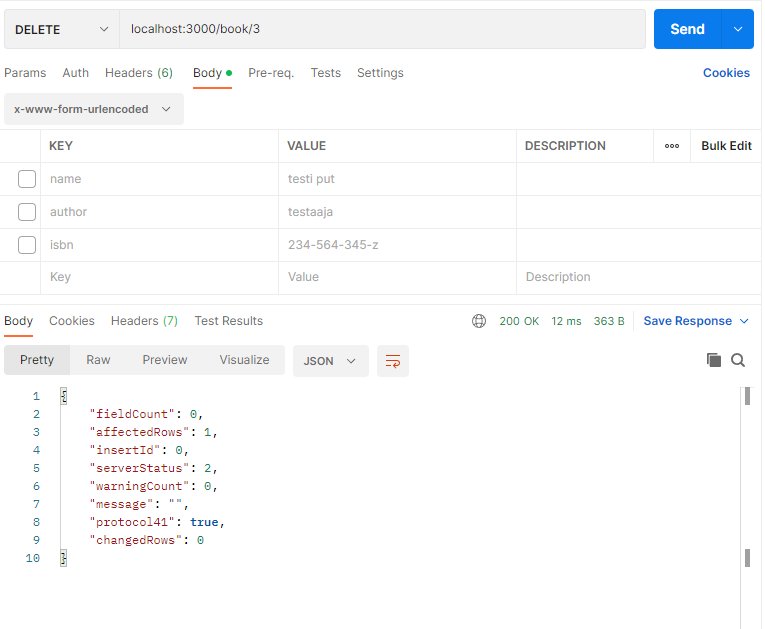 DELETE localhost:3000/book/3 Send
Params Auth Headers (6) Body Pre-req. Tests Settings Cookies
x-www-form-urlencoded
KEY VALUE DESCRIPTION ooo Bulk Edit
name testi put
author testaaja
isbn 234-564-345-z
Key Value Description
Body Cookies Headers (7) Test Results 200 OK 12 ms 363 B Save Response
Pretty Raw Preview Visualize JSON
1 {
2 "fieldCount": 0,
3 "affectedRows": 1,
4 "insertId": 0,
5 "serverStatus": 2,
6 "warningCount": 0,
7 "message": "",
8 "protocol41": true,
9 "changedRows": 0
10 }